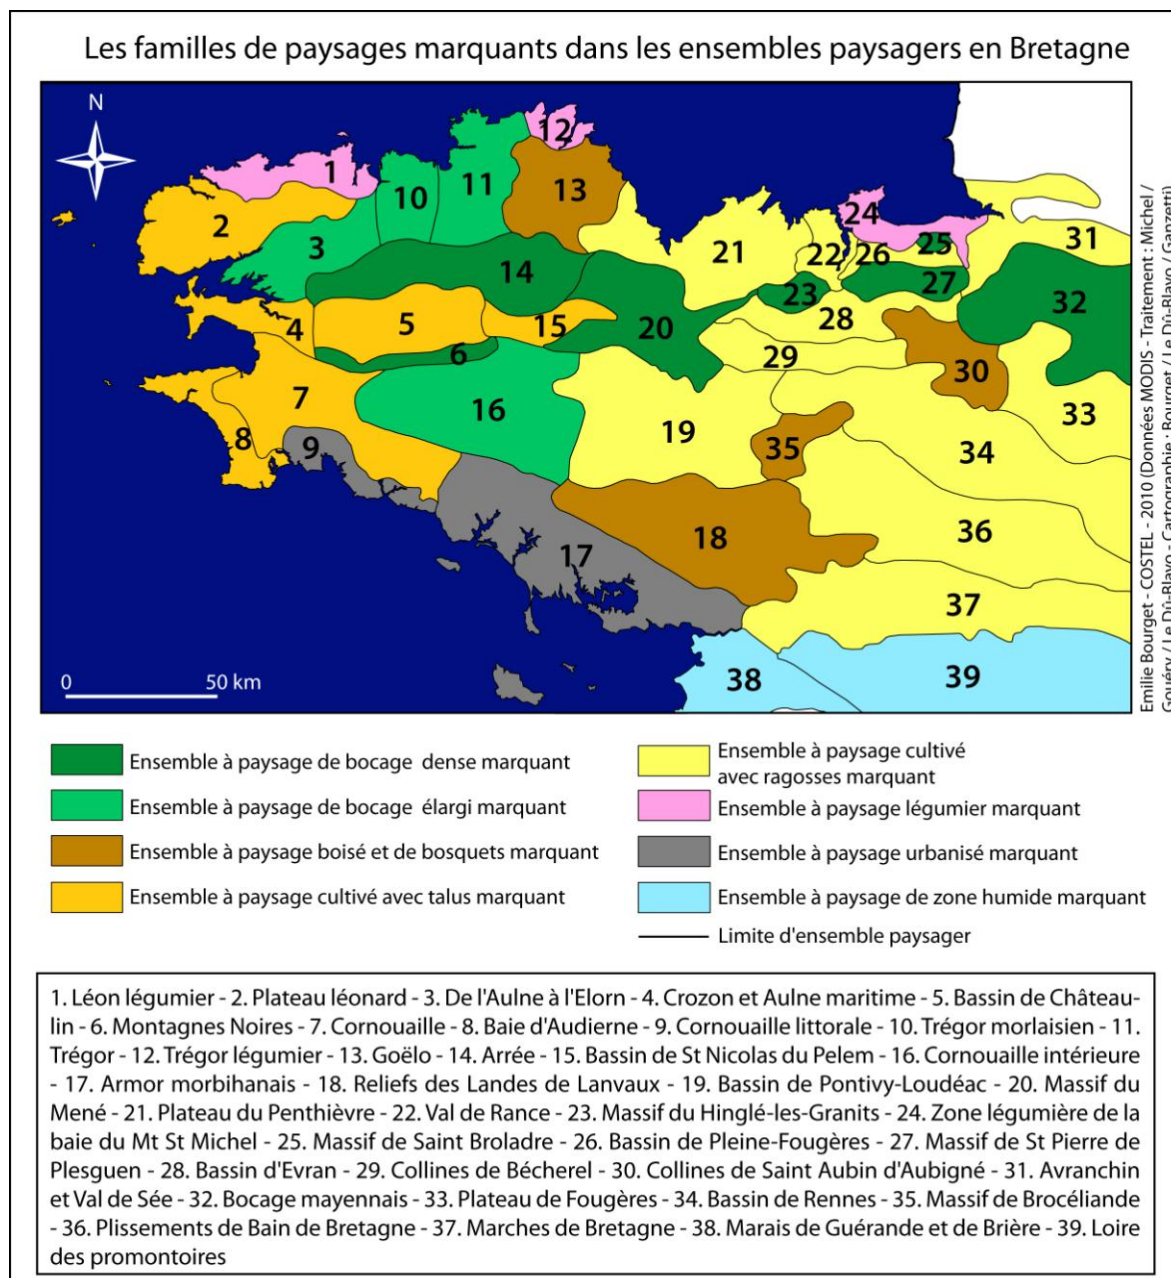 Les familles de paysages marquants dans les ensembles paysagers en Bretagne
N
1
2
3
4
5
6
7
8
9
10
11
12
13
14
15
16
17
18
19
20
21
22
23
24
25
26
27
28
29
30
31
32
33
34
35
36
37
38
39
0 50 km
Emilie Bourget - COSTEL - 2010 (Données MODIS - Traitement : Michel /
Gouéry / Le Dû-Blayo - Cartographie : Bourget / Le Dû-Blayo / Ganzetti)
Ensemble à paysage de bocage dense marquant
Ensemble à paysage de bocage élargi marquant
Ensemble à paysage boisé et de bosquets marquant
Ensemble à paysage cultivé avec talus marquant
Ensemble à paysage cultivé
avec ragosses marquant
Ensemble à paysage légumier marquant
Ensemble à paysage urbanisé marquant
Ensemble à paysage de zone humide marquant
Limite d'ensemble paysager
1. Léon légumier - 2. Plateau léonard - 3. De l'Aulne à l'Elorn - 4. Crozon et Aulne maritime - 5. Bassin de Château-
lin - 6. Montagnes Noires - 7. Cornouaille - 8. Baie d'Audierne - 9. Cornouaille littorale - 10. Trégor morlaisien - 11.
Trégor - 12. Trégor légumier - 13. Goëlo - 14. Arrée - 15. Bassin de St Nicolas du Pelem - 16. Cornouaille intérieure
- 17. Armor morbihanais - 18. Reliefs des Landes de Lanvaux - 19. Bassin de Pontivy-Loudéac - 20. Massif du
Mené - 21. Plateau du Penthièvre - 22. Val de Rance - 23. Massif du Hinglé-les-Granits - 24. Zone légumière de la
baie du Mt St Michel - 25. Massif de Saint Broladre - 26. Bassin de Pleine-Fougères - 27. Massif de St Pierre de
Plesguen - 28. Bassin d'Evran - 29. Collines de Bécherel - 30. Collines de Saint Aubin d'Aubigné - 31. Avranchin
et Val de Sée - 32. Bocage mayennais - 33. Plateau de Fougères - 34. Bassin de Rennes - 35. Massif de Brocéliande
- 36. Plissements de Bain de Bretagne - 37. Marches de Bretagne - 38. Marais de Guérande et de Brière - 39. Loire
des promontoires